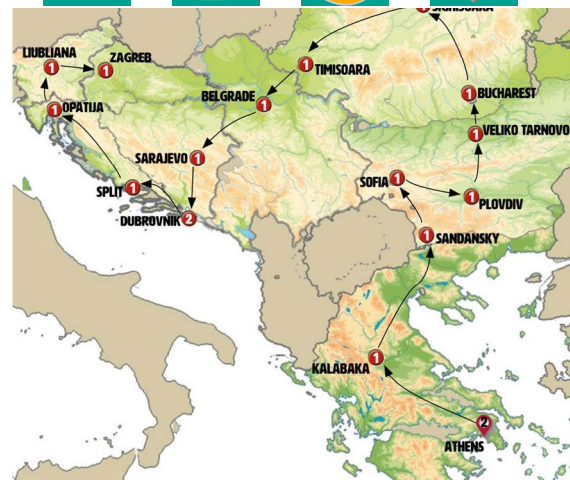 SIGHISOARA
LJUBLJANA
1
ZAGREB
1
TIMISOARA
1
BELGRADE
1
BUCHAREST
1
OPATIJA
1
VELIKO TARNOVO
1
SARAJEVO
1
SOFIA
1
SPLIT
1
PLOVDIV
1
DUBROVNIK
2
SANDANSKY
1
KALABAKA
1
2
ATHENS